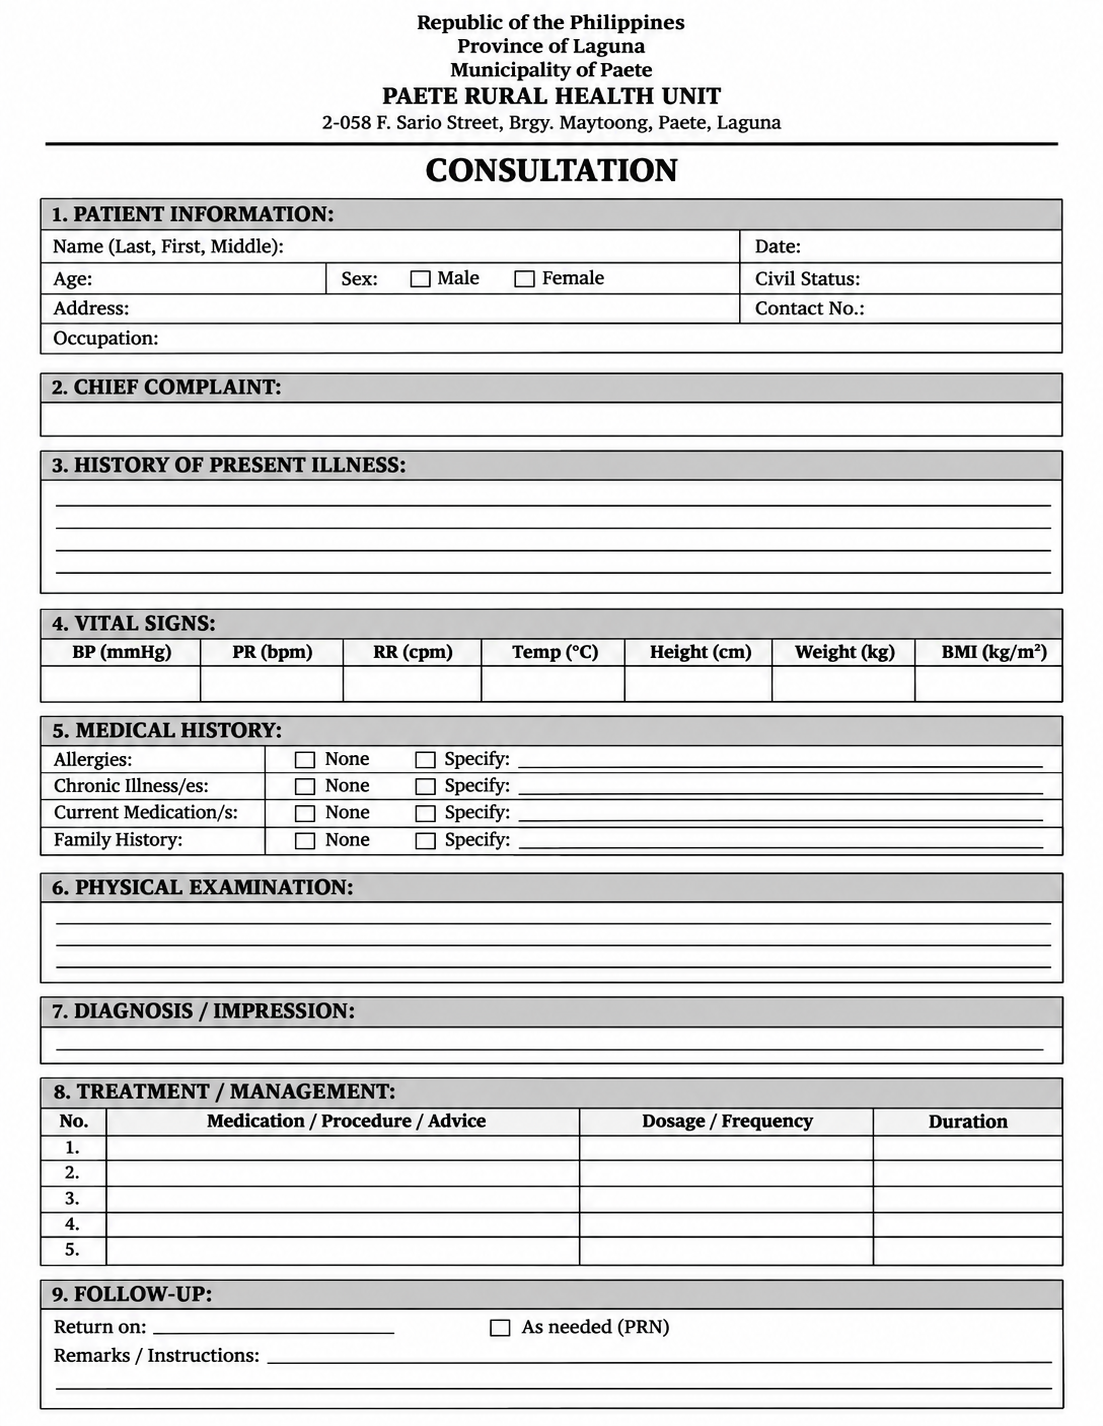 Republic of the Philippines
Province of Laguna
Municipality of Paete
PAETE RURAL HEALTH UNIT
2-058 F. Sario Street, Brgy. Maytoong, Paete, Laguna
CONSULTATION
1. PATIENT INFORMATION:
Name (Last, First, Middle): Date:
Age: Sex: Male Female Civil Status:
Address: Contact No.:
Occupation:
2. CHIEF COMPLAINT:
3. HISTORY OF PRESENT ILLNESS:
4. VITAL SIGNS:
BP (mmHg) PR (bpm) RR (cpm) Temp (°C) Height (cm) Weight (kg) BMI (kg/m²)
5. MEDICAL HISTORY:
Allergies: None Specify:
Chronic Illness/es: None Specify:
Current Medication/s: None Specify:
Family History: None Specify:
6. PHYSICAL EXAMINATION:
7. DIAGNOSIS / IMPRESSION:
8. TREATMENT / MANAGEMENT:
No. Medication / Procedure / Advice Dosage / Frequency Duration
1.
2.
3.
4.
5.
9. FOLLOW-UP:
Return on: As needed (PRN)
Remarks / Instructions: